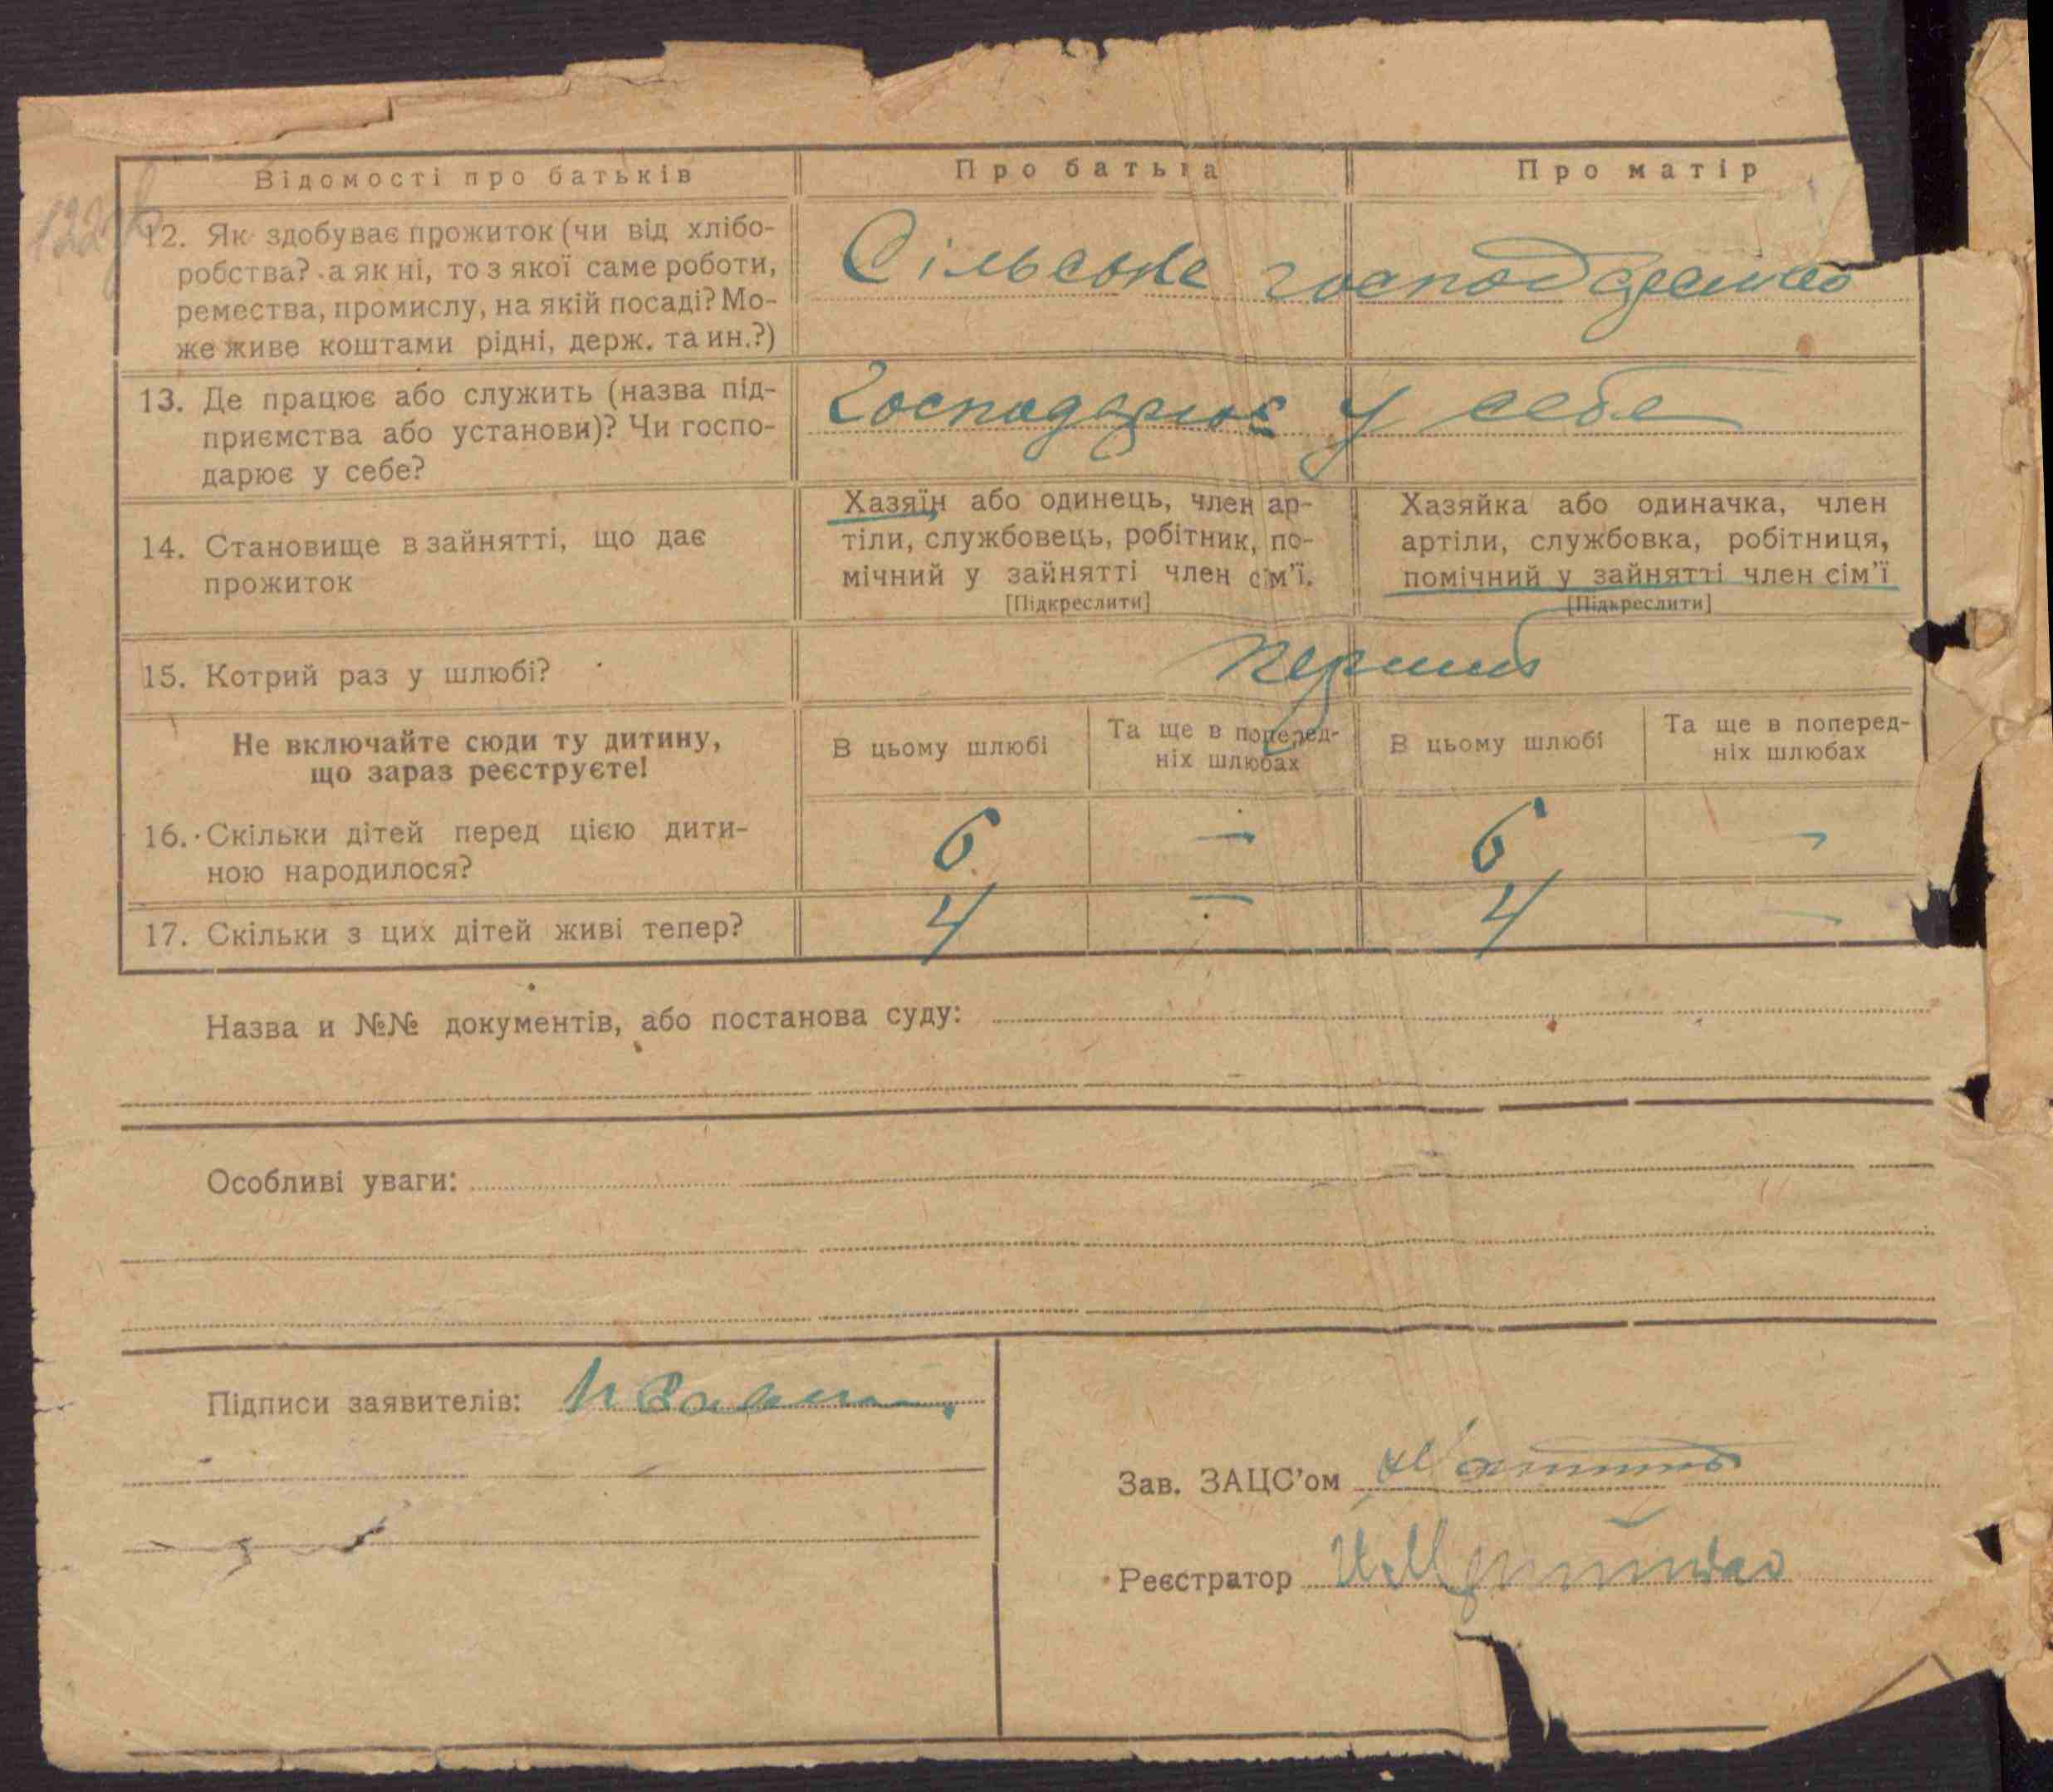 Відомості про батьків
Про батька
Про матір
12. Як здобуває прожиток (чи від хлібо-
робства? а як ні, то з якої саме роботи,
ремества, промислу, на якій посаді? Мо-
же живе коштами рідні, держ. та ин.?)
Сільське господарство
13. Де працює або служить (назва під-
приємства або установи)? Чи госпо-
дарює у себе?
Господарює у себе
14. Становище в зайнятті, що дає
прожиток
Хазяїн або одинець, член ар-
тіли, службовець, робітник, по-
мічний у зайнятті член сім'ї.
[Підкреслити]
Хазяйка або одиначка, член
артіли, службовка, робітниця,
помічний у зайнятті член сім'ї
[Підкреслити]
15. Котрий раз у шлюбі?
Перший
Не включайте сюди ту дитину,
що зараз реєструєте!
В цьому шлюбі
Та ще в поперед-
ніх шлюбах
В цьому шлюбі
Та ще в поперед-
ніх шлюбах
16. Скільки дітей перед цією дити-
ною народилося?
6 — 6 —
17. Скільки з цих дітей живі тепер?
4 — 4 —
Назва и №№ документів, або постанова суду:
Особливі уваги:
Підписи заявителів:
Зав. ЗАЦС'ом
Реєстратор